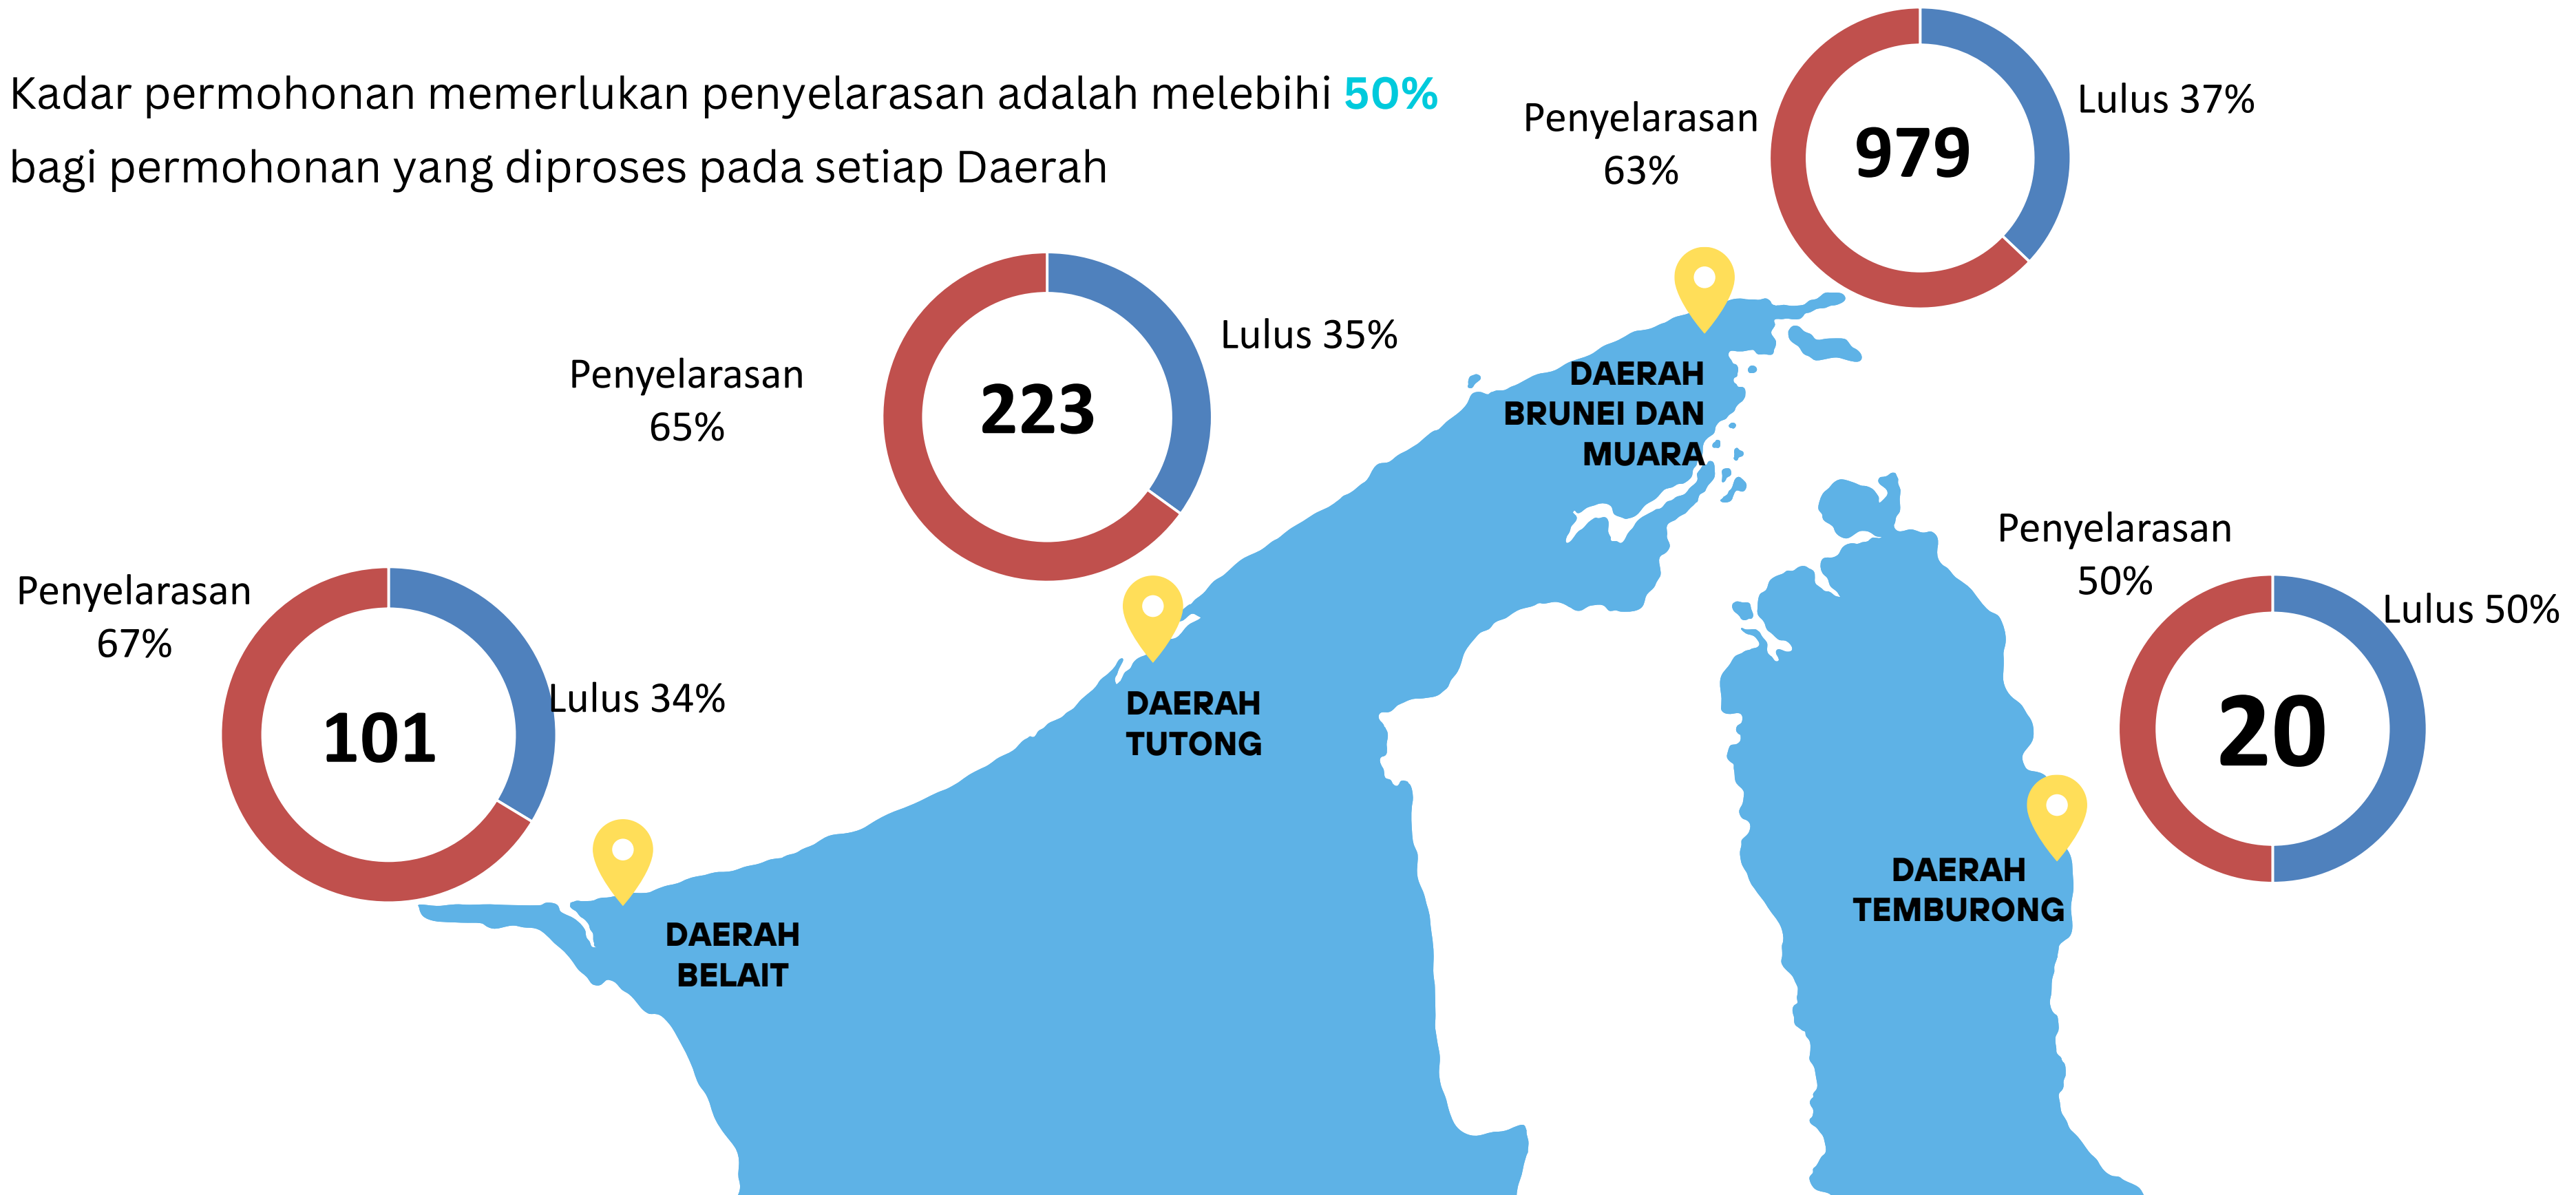 Kadar permohonan memerlukan penyelarasan adalah melebihi 50%
bagi permohonan yang diproses pada setiap Daerah
Penyelarasan
63%
979
Lulus 37%
Penyelarasan
65%
223
Lulus 35%
DAERAH
BRUNEI DAN
MUARA
Penyelarasan
67%
101
Lulus 34%
DAERAH
TUTONG
Penyelarasan
50%
20
Lulus 50%
DAERAH
BELAIT
DAERAH
TEMBURONG